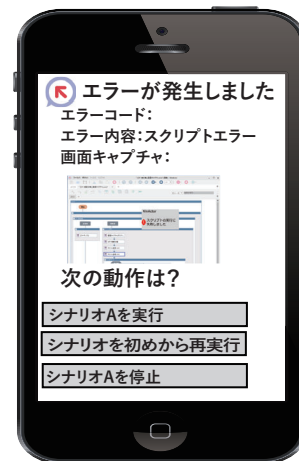 エラーが発生しました
エラーコード：
エラー内容：スクリプトエラー
画面キャプチャ：
次の動作は?
シナリオAを実行
シナリオを初めから再実行
シナリオAを停止